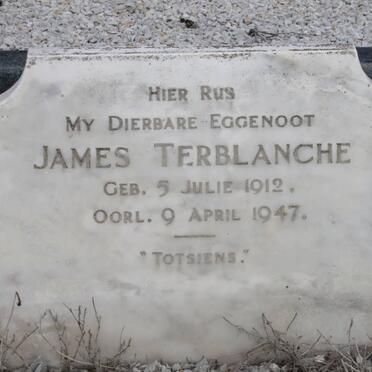 HIER RUS
MY DIERBARE EGGENOOT
JAMES TERBLANCHE
GEB. 5 JULIE 1912.
OORL. 9 APRIL 1947.
"TOTSIENS."